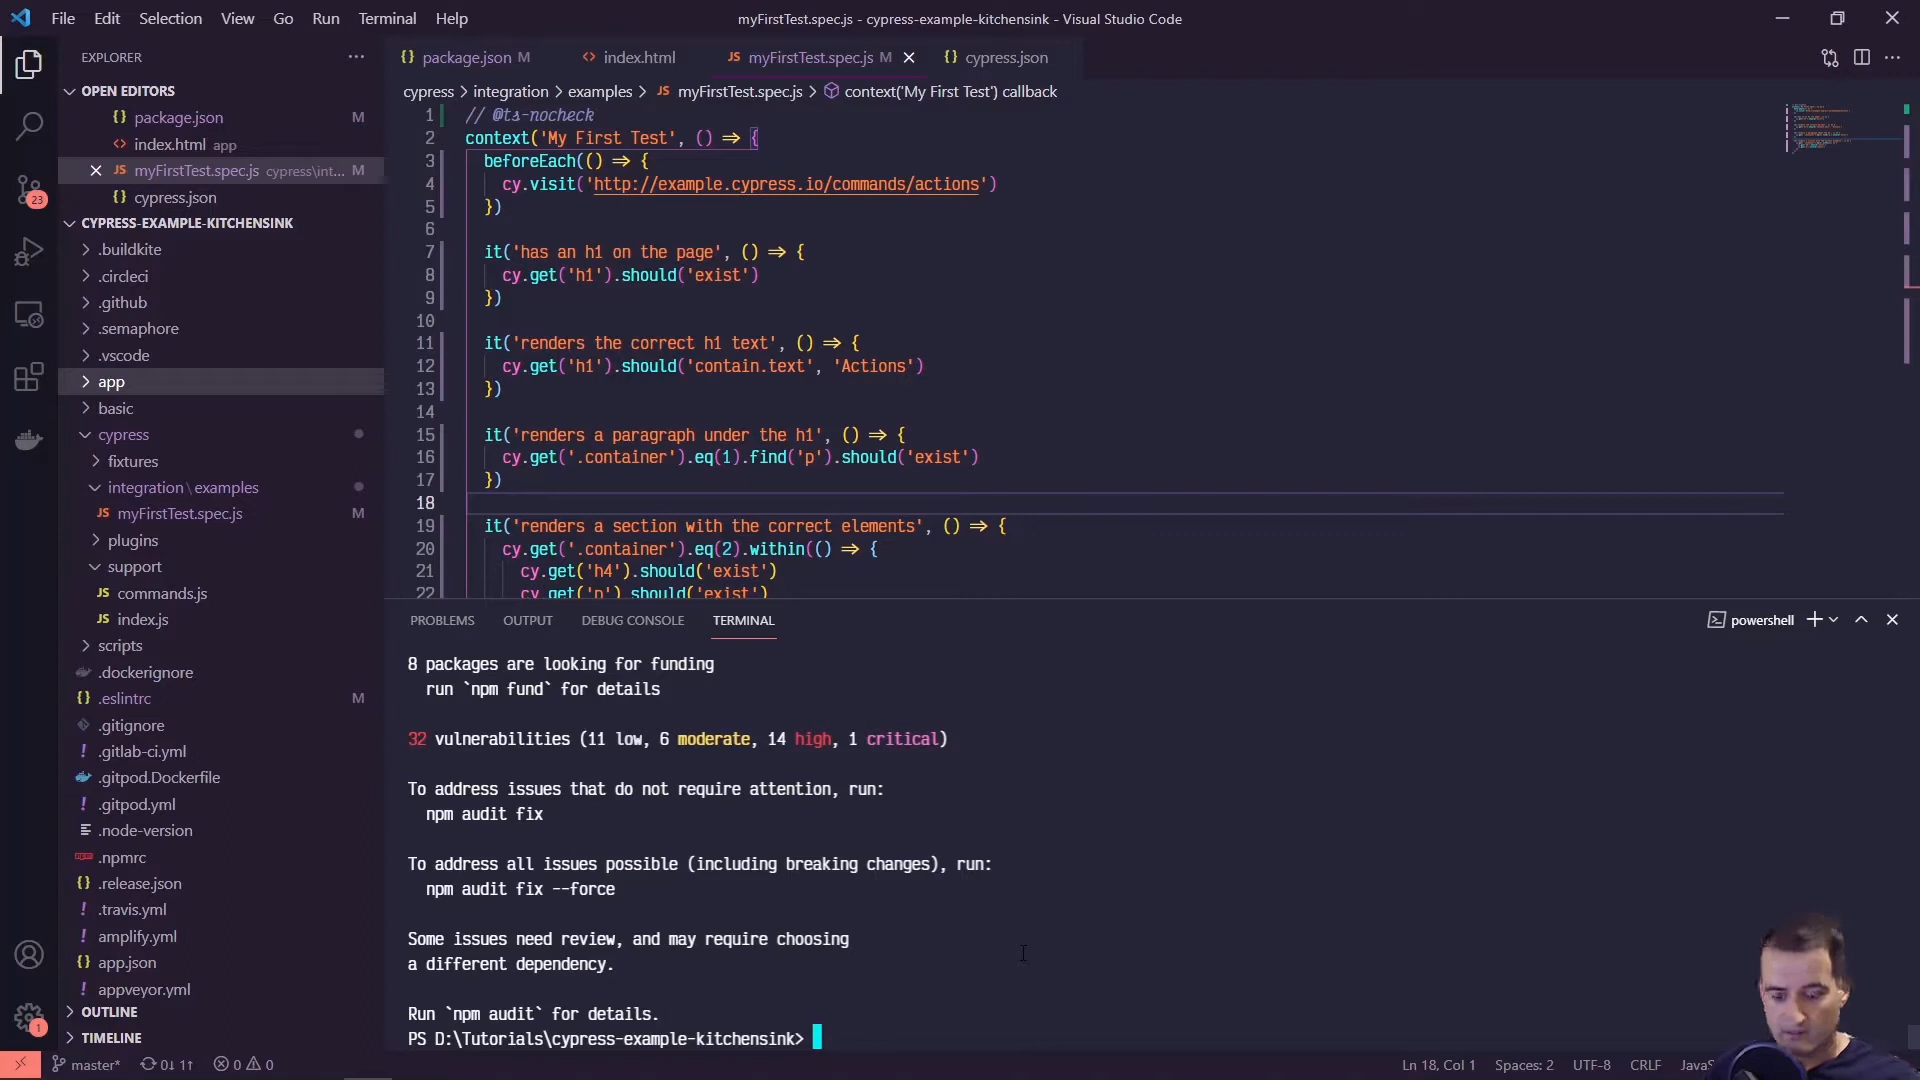 File Edit Selection View Go Run Terminal Help
myFirstTest.spec.js - cypress-example-kitchensink - Visual Studio Code
EXPLORER
OPEN EDITORS
{} package.json M
<> index.html app
JS myFirstTest.spec.js cypress\int... M
{} cypress.json
CYPRESS-EXAMPLE-KITCHENSINK
.buildkite
.circleci
.github
.semaphore
.vscode
app
basic
cypress
fixtures
integration\examples
JS myFirstTest.spec.js M
plugins
support
JS commands.js
JS index.js
scripts
.dockerignore
{} .eslintrc M
.gitignore
! .gitlab-ci.yml
.gitpod.Dockerfile
! .gitpod.yml
.node-version
.npmrc
{} .release.json
! .travis.yml
! amplify.yml
{} app.json
! appveyor.yml
OUTLINE
TIMELINE
23
1
{} package.json M
<> index.html
JS myFirstTest.spec.js M
{} cypress.json
cypress > integration > examples > JS myFirstTest.spec.js > context('My First Test') callback
1 // @ts-nocheck
2 context('My First Test', () => {
3 beforeEach(() => {
4 cy.visit('http://example.cypress.io/commands/actions')
5 })
6
7 it('has an h1 on the page', () => {
8 cy.get('h1').should('exist')
9 })
10
11 it('renders the correct h1 text', () => {
12 cy.get('h1').should('contain.text', 'Actions')
13 })
14
15 it('renders a paragraph under the h1', () => {
16 cy.get('.container').eq(1).find('p').should('exist')
17 })
18
19 it('renders a section with the correct elements', () => {
20 cy.get('.container').eq(2).within(() => {
21 cy.get('h4').should('exist')
22 cy.get('p').should('exist')
PROBLEMS OUTPUT DEBUG CONSOLE TERMINAL
powershell
8 packages are looking for funding
run `npm fund` for details
32 vulnerabilities (11 low, 6 moderate, 14 high, 1 critical)
To address issues that do not require attention, run:
npm audit fix
To address all issues possible (including breaking changes), run:
npm audit fix --force
Some issues need review, and may require choosing
a different dependency.
Run `npm audit` for details.
PS D:\Tutorials\cypress-example-kitchensink>
master* 0↓ 1↑ 0 0
Ln 18, Col 1 Spaces: 2 UTF-8 CRLF